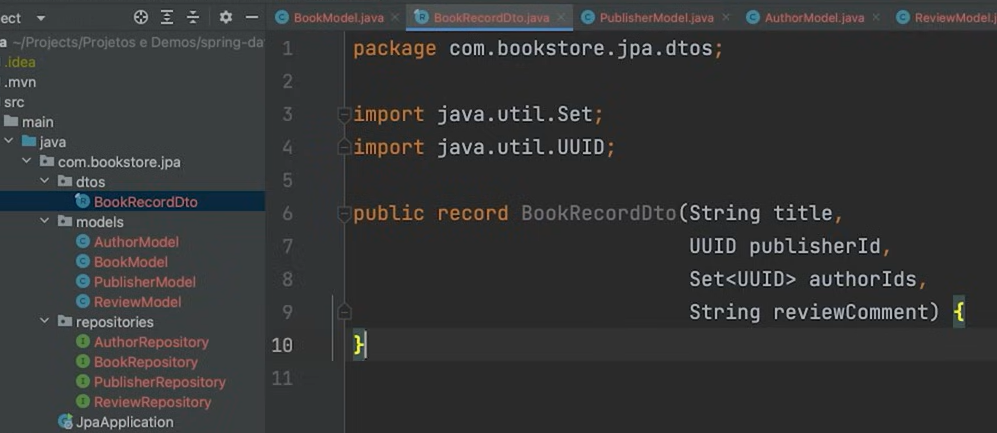 ect
BookModel.java
BookRecordDto.java
PublisherModel.java
AuthorModel.java
ReviewModel.j
a ~/Projects/Projetos e Demos/spring-da
.idea
.mvn
src
main
java
com.bookstore.jpa
dtos
BookRecordDto
models
AuthorModel
BookModel
PublisherModel
ReviewModel
repositories
AuthorRepository
BookRepository
PublisherRepository
ReviewRepository
JpaApplication
1 package com.bookstore.jpa.dtos;
2
3 import java.util.Set;
4 import java.util.UUID;
5
6 public record BookRecordDto(String title,
7 UUID publisherId,
8 Set<UUID> authorIds,
9 String reviewComment) {
10 }
11